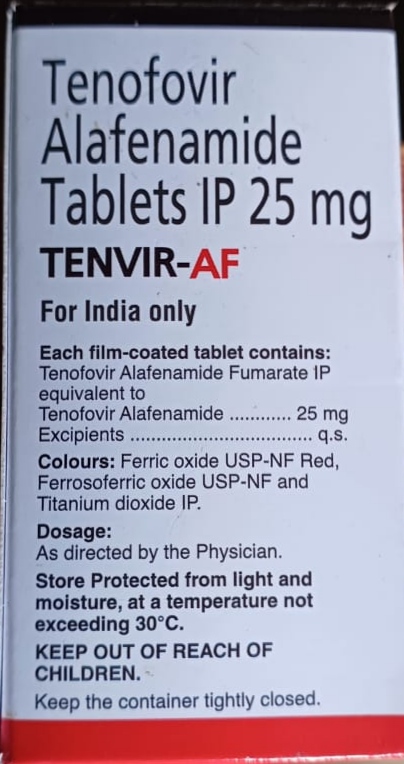 Tenofovir
Alafenamide
Tablets IP 25 mg
TENVIR-AF
For India only
Each film-coated tablet contains:
Tenofovir Alafenamide Fumarate IP
equivalent to
Tenofovir Alafenamide ............ 25 mg
Excipients ................................... q.s.
Colours: Ferric oxide USP-NF Red,
Ferrosoferric oxide USP-NF and
Titanium dioxide IP.
Dosage:
As directed by the Physician.
Store Protected from light and
moisture, at a temperature not
exceeding 30°C.
KEEP OUT OF REACH OF
CHILDREN.
Keep the container tightly closed.